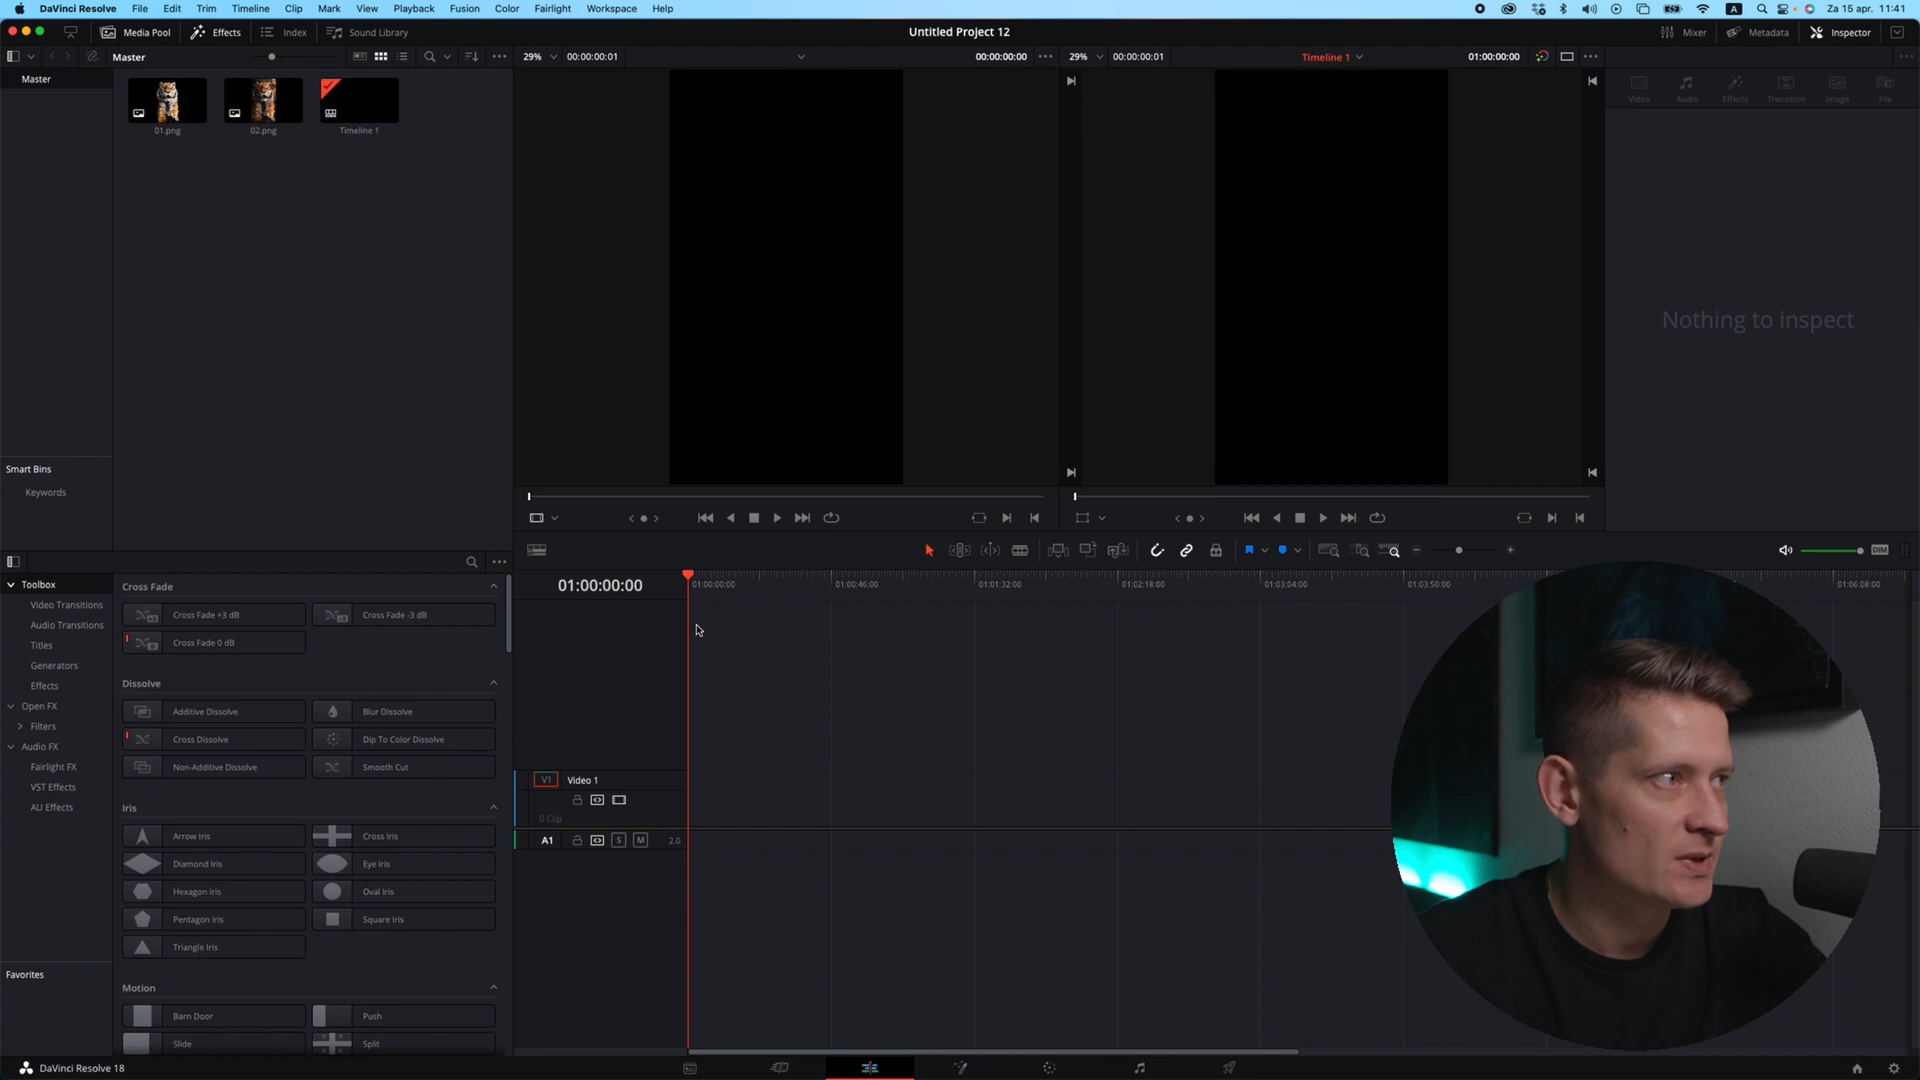 DaVinci Resolve File Edit Trim Timeline Clip Mark View Playback Fusion Color Fairlight Workspace Help A Za 15 apr. 11:41
Media Pool Effects Index Sound Library Untitled Project 12 Mixer Metadata Inspector
Master 29% 00:00:00:01 00:00:00:00 29% 00:00:00:01 Timeline 1 01:00:00:00
Master
Video Audio Effects Transition Image File
01.png 02.png Timeline 1
Nothing to inspect
Smart Bins
Keywords
DIM
Toolbox
Video Transitions
Audio Transitions
Titles
Generators
Effects
Open FX
Filters
Audio FX
Fairlight FX
VST Effects
AU Effects
Favorites
Cross Fade
Cross Fade +3 dB Cross Fade -3 dB
Cross Fade 0 dB
Dissolve
Additive Dissolve Blur Dissolve
Cross Dissolve Dip To Color Dissolve
Non-Additive Dissolve Smooth Cut
Iris
Arrow Iris Cross Iris
Diamond Iris Eye Iris
Hexagon Iris Oval Iris
Pentagon Iris Square Iris
Triangle Iris
Motion
Barn Door Push
Slide Split
01:00:00:00 01:00:00:00 01:00:46:00 01:01:32:00 01:02:18:00 01:03:04:00 01:03:50:00 01:06:08:00
V1 Video 1
0 Clip
A1 S M 2.0
DaVinci Resolve 18